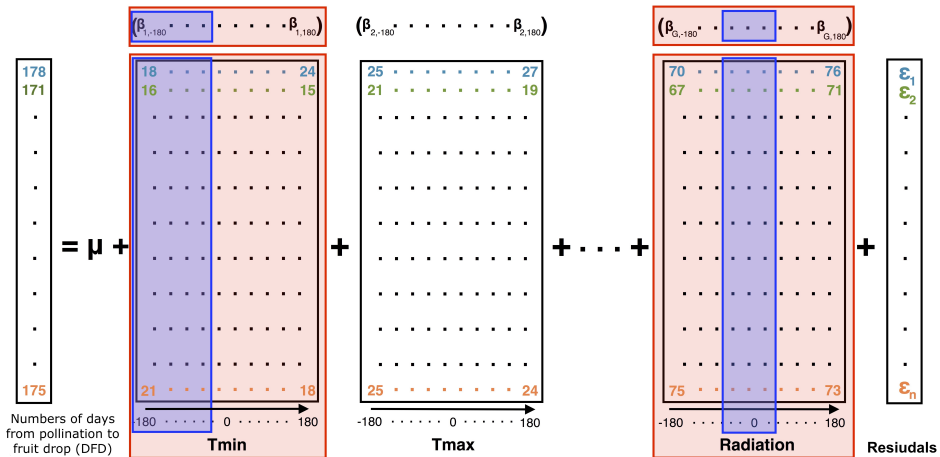 (β1,-180 · · · · · · · β1,180)
(β2,-180 · · · · · · · β2,180)
(βG,-180 · · · · · · · βG,180)
178
171
175
= μ +
18 · · · · · · · · 24
16 · · · · · · · · 15
21 · · · · · · · · 18
-180 · · · · · 0 · · · · · 180
Tmin
+
25 · · · · · · · · 27
21 · · · · · · · · 19
25 · · · · · · · · 24
-180 · · · · · 0 · · · · · 180
Tmax
+ · · · +
70 · · · · · · · · 76
67 · · · · · · · · 71
75 · · · · · · · · 73
-180 · · · · · 0 · · · · · 180
Radiation
+
ε1
ε2
εn
Resiudals
Numbers of days
from pollination to
fruit drop (DFD)